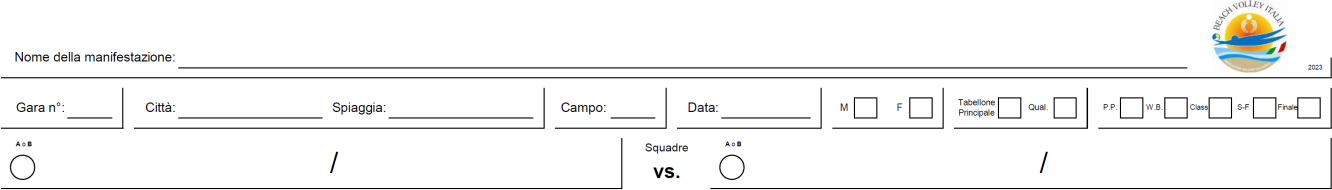 BEACH VOLLEY ITALIA
Nome della manifestazione:
2023
Gara n°: Città: Spiaggia: Campo: Data: M F Tabellone Principale Qual. P.P. W.B. Class S-F Finale
A o B Squadre A o B
/ vs. /